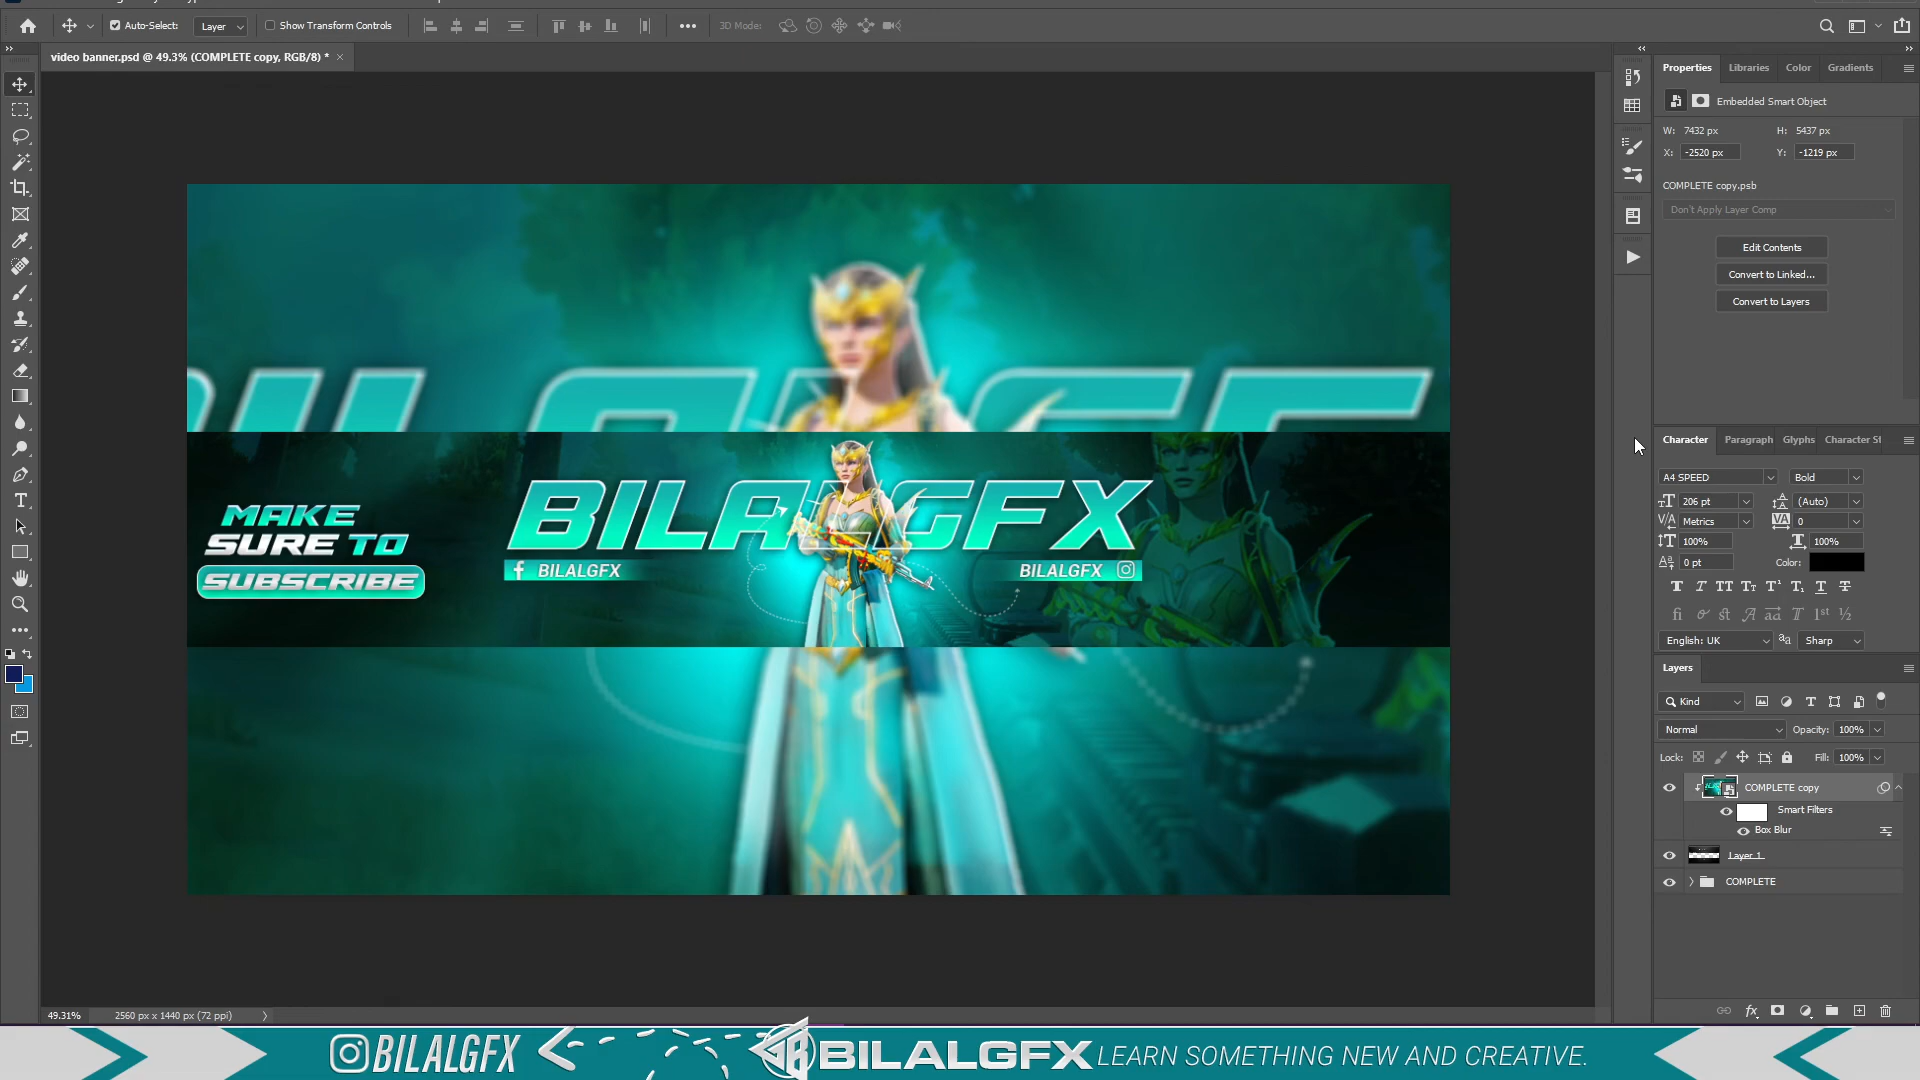 Auto-Select:
Layer
Show Transform Controls
3D Mode:
video banner.psd @ 49.3% (COMPLETE copy, RGB/8) *
Properties
Libraries
Color
Gradients
Embedded Smart Object
W: 7432 px
H: 5437 px
X: -2520 px
Y: -1219 px
COMPLETE copy.psb
Don't Apply Layer Comp
Edit Contents
Convert to Linked...
Convert to Layers
MAKE
SURE TO
SUBSCRIBE
BILALGFX
BILALGFX
BILALGFX
Character
Paragraph
Glyphs
Character St
A4 SPEED
Bold
206 pt
(Auto)
Metrics
0
100%
100%
0 pt
Color:
English: UK
Sharp
Layers
Kind
Normal
Opacity: 100%
Lock:
Fill: 100%
COMPLETE copy
Smart Filters
Box Blur
Layer 1
COMPLETE
49.31%
2560 px x 1440 px (72 ppi)
BILALGFX
BILALGFX
LEARN SOMETHING NEW AND CREATIVE.